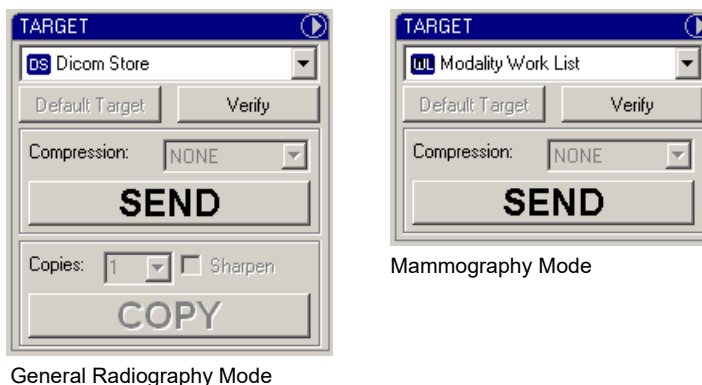 TARGET
DS Dicom Store
Default Target Verify
Compression: NONE
SEND
Copies: 1 Sharpen
COPY
General Radiography Mode
TARGET
WL Modality Work List
Default Target Verify
Compression: NONE
SEND
Mammography Mode